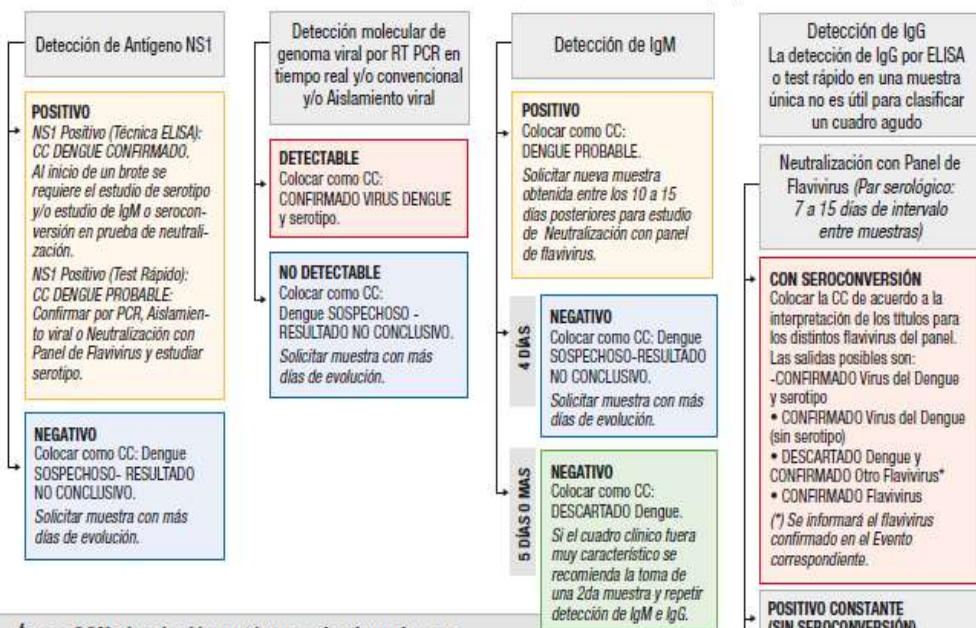 Detección de Antígeno NS1
POSITIVO
NS1 Positivo (Técnica ELISA):
CC DENGUE CONFIRMADO.
Al inicio de un brote se
requiere el estudio de serotipo
y/o estudio de IgM o serocon-
versión en prueba de neutrali-
zación.
NS1 Positivo (Test Rápido):
CC DENGUE PROBABLE:
Confirmar por PCR, Aislamien-
to viral o Neutralización con
Panel de Flavivirus y estudiar
serotipo.
NEGATIVO
Colocar como CC: Dengue
SOSPECHOSO- RESULTADO
NO CONCLUSIVO.
Solicitar muestra con más
días de evolución.
Detección molecular de
genoma viral por RT PCR en
tiempo real y/o convencional
y/o Aislamiento viral
DETECTABLE
Colocar como CC:
CONFIRMADO VIRUS DENGUE
y serotipo.
NO DETECTABLE
Colocar como CC:
Dengue SOSPECHOSO -
RESULTADO NO CONCLUSIVO.
Solicitar muestra con más
días de evolución.
Detección de IgM
POSITIVO
Colocar como CC:
DENGUE PROBABLE.
Solicitar nueva muestra
obtenida entre los 10 a 15
días posteriores para estudio
de Neutralización con panel
de flavivirus.
4 DÍAS
NEGATIVO
Colocar como CC: Dengue
SOSPECHOSO-RESULTADO
NO CONCLUSIVO.
Solicitar muestra con más
días de evolución.
5 DÍAS O MAS
NEGATIVO
Colocar como CC:
DESCARTADO Dengue.
Si el cuadro clínico fuera
muy característico se
recomienda la toma de
una 2da muestra y repetir
detección de IgM e IgG.
Detección de IgG
La detección de IgG por ELISA
o test rápido en una muestra
única no es útil para clasificar
un cuadro agudo
Neutralización con Panel de
Flavivirus (Par serológico:
7 a 15 días de intervalo
entre muestras)
CON SEROCONVERSIÓN
Colocar la CC de acuerdo a la
interpretación de los títulos para
los distintos flavivirus del panel.
Las salidas posibles son:
-CONFIRMADO Virus del Dengue
y serotipo
• CONFIRMADO Virus del Dengue
(sin serotipo)
• DESCARTADO Dengue y
CONFIRMADO Otro Flavivirus*
• CONFIRMADO Flavivirus
(*) Se informará el flavivirus
confirmado en el Evento
correspondiente.
POSITIVO CONSTANTE
(SIN SEROCONVERSIÓN)